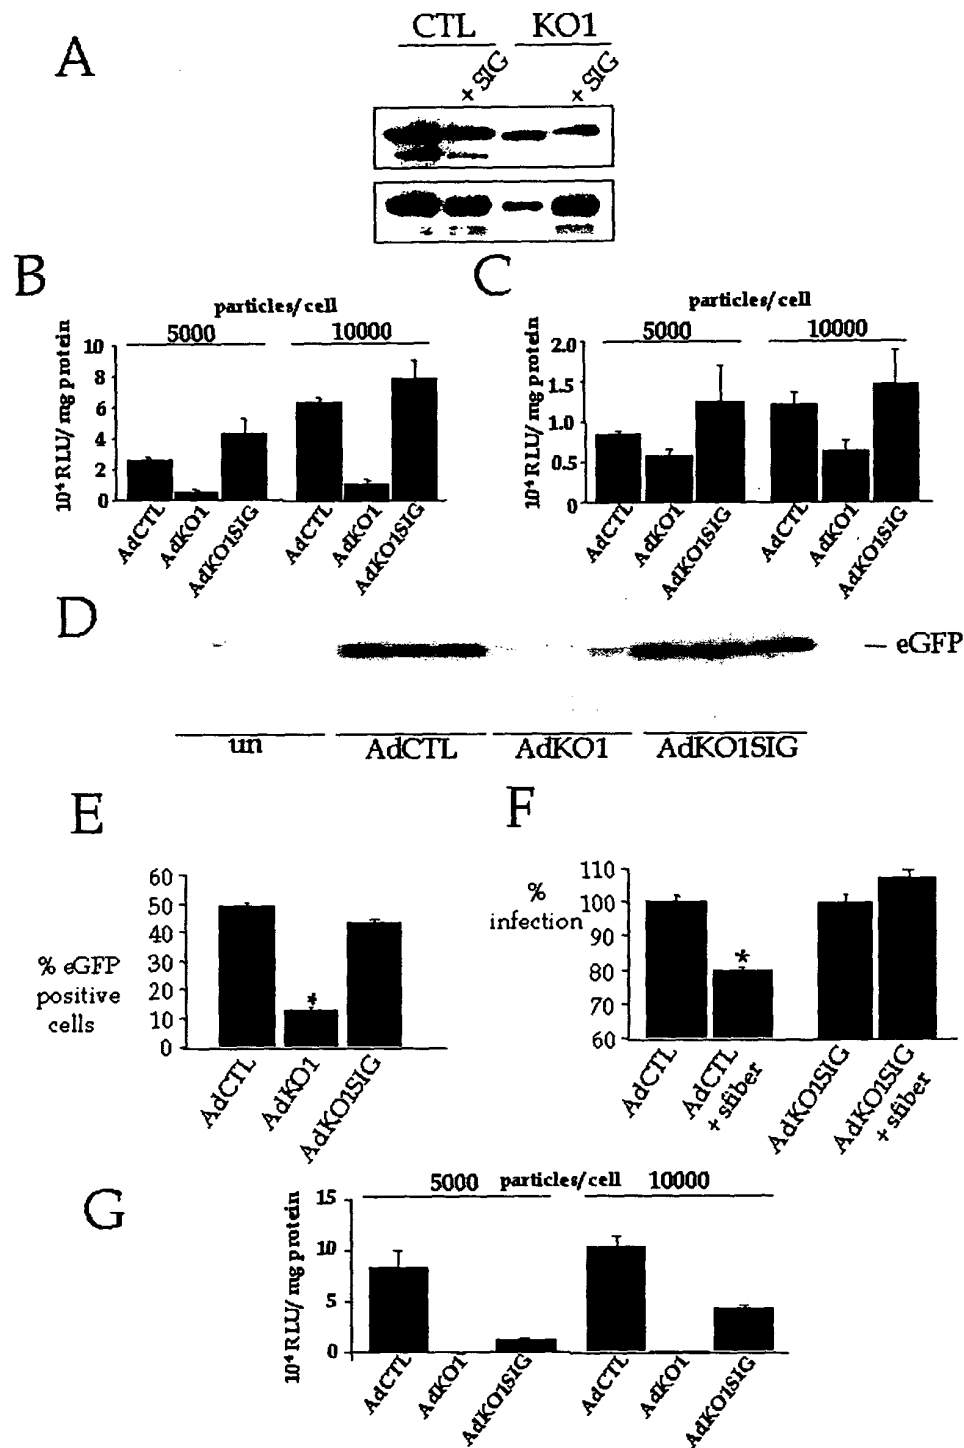 A
CTL KO1
+ SIG + SIG
B
particles/cell
5000 10000
10⁴ RLU/ mg protein
10
8
6
4
2
0
AdCTL
AdKO1
AdKO1SIG
AdCTL
AdKO1
AdKO1SIG
C
particles/cell
5000 10000
10⁴ RLU/ mg protein
2.0
1.5
1.0
0.5
0
AdCTL
AdKO1
AdKO1SIG
AdCTL
AdKO1
AdKO1SIG
D
eGFP
un AdCTL AdKO1 AdKO1SIG
E
% eGFP
positive
cells
60
50
40
30
20
10
0
*
AdCTL
AdKO1
AdKO1SIG
F
%
infection
110
100
90
80
70
60
*
AdCTL
AdCTL
+ sfiber
AdKO1SIG
AdKO1SIG
+ sfiber
G
5000 particles/cell 10000
10⁴ RLU/ mg protein
15
10
5
0
AdCTL
AdKO1
AdKO1SIG
AdCTL
AdKO1
AdKO1SIG